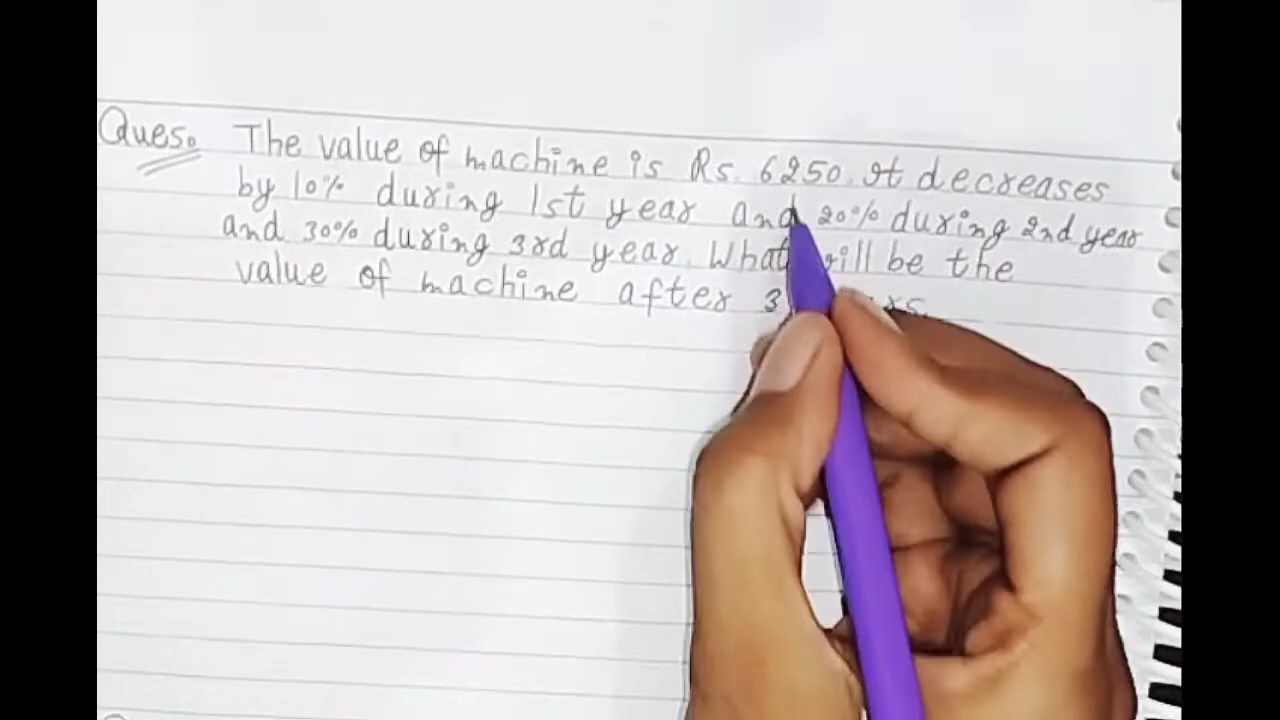 Ques. The value of machine is Rs. 6250. It decreases
by 10% during 1st year and 20% during 2nd year
and 30% during 3rd year. What will be the
value of machine after 3